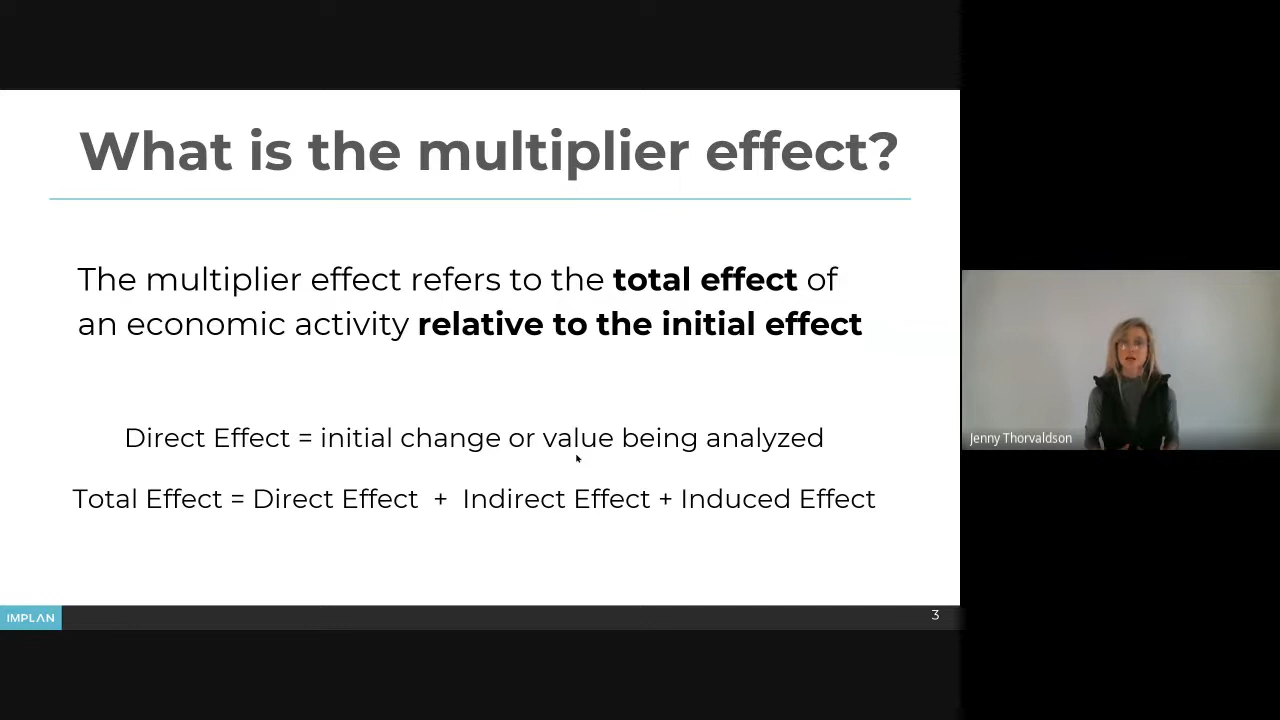 What is the multiplier effect?
The multiplier effect refers to the total effect of
an economic activity relative to the initial effect
Direct Effect = initial change or value being analyzed
Total Effect = Direct Effect + Indirect Effect + Induced Effect
IMPLAN
3
Jenny Thorvaldson